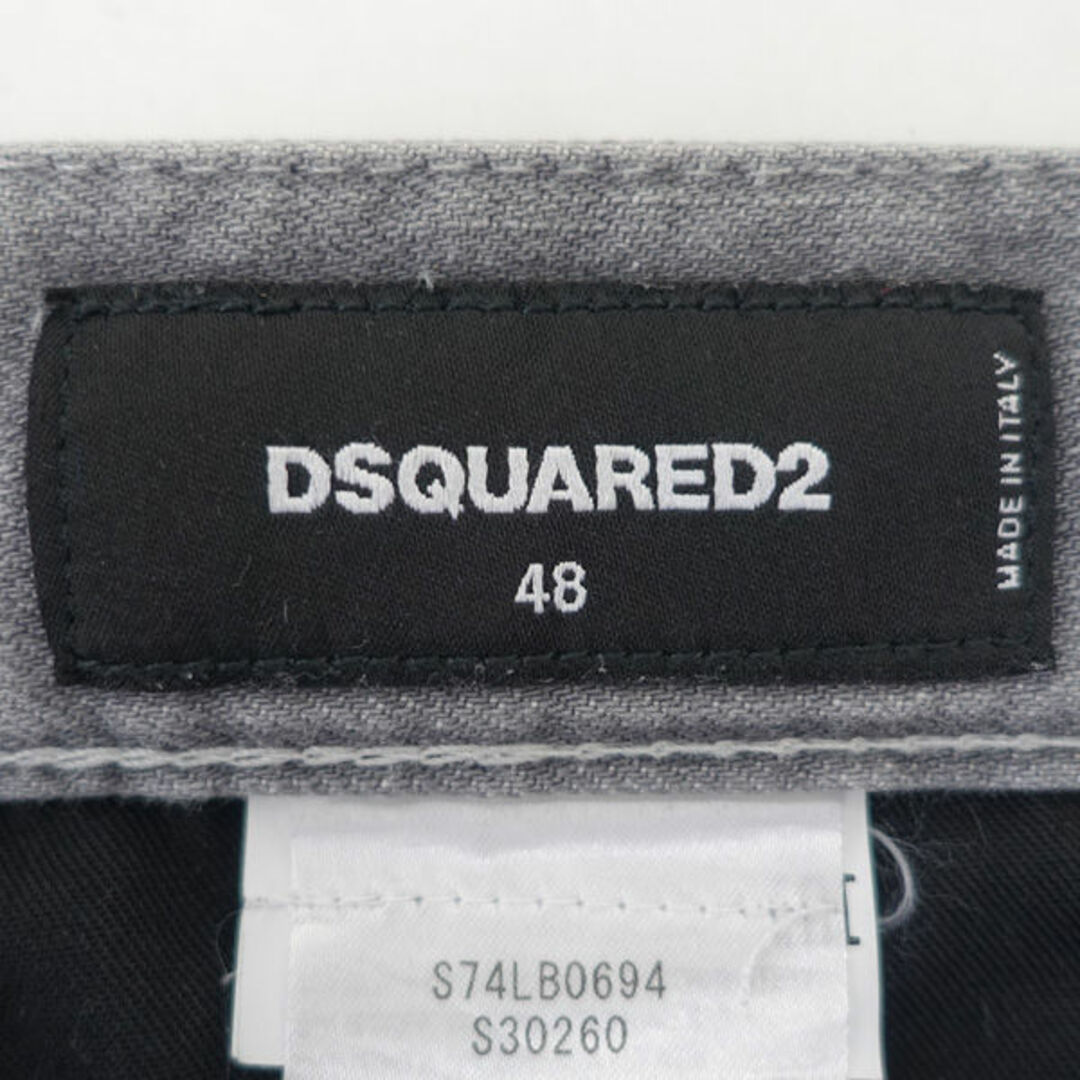 DSQUARED2
48
MADE IN ITALY
S74LB0694
S30260